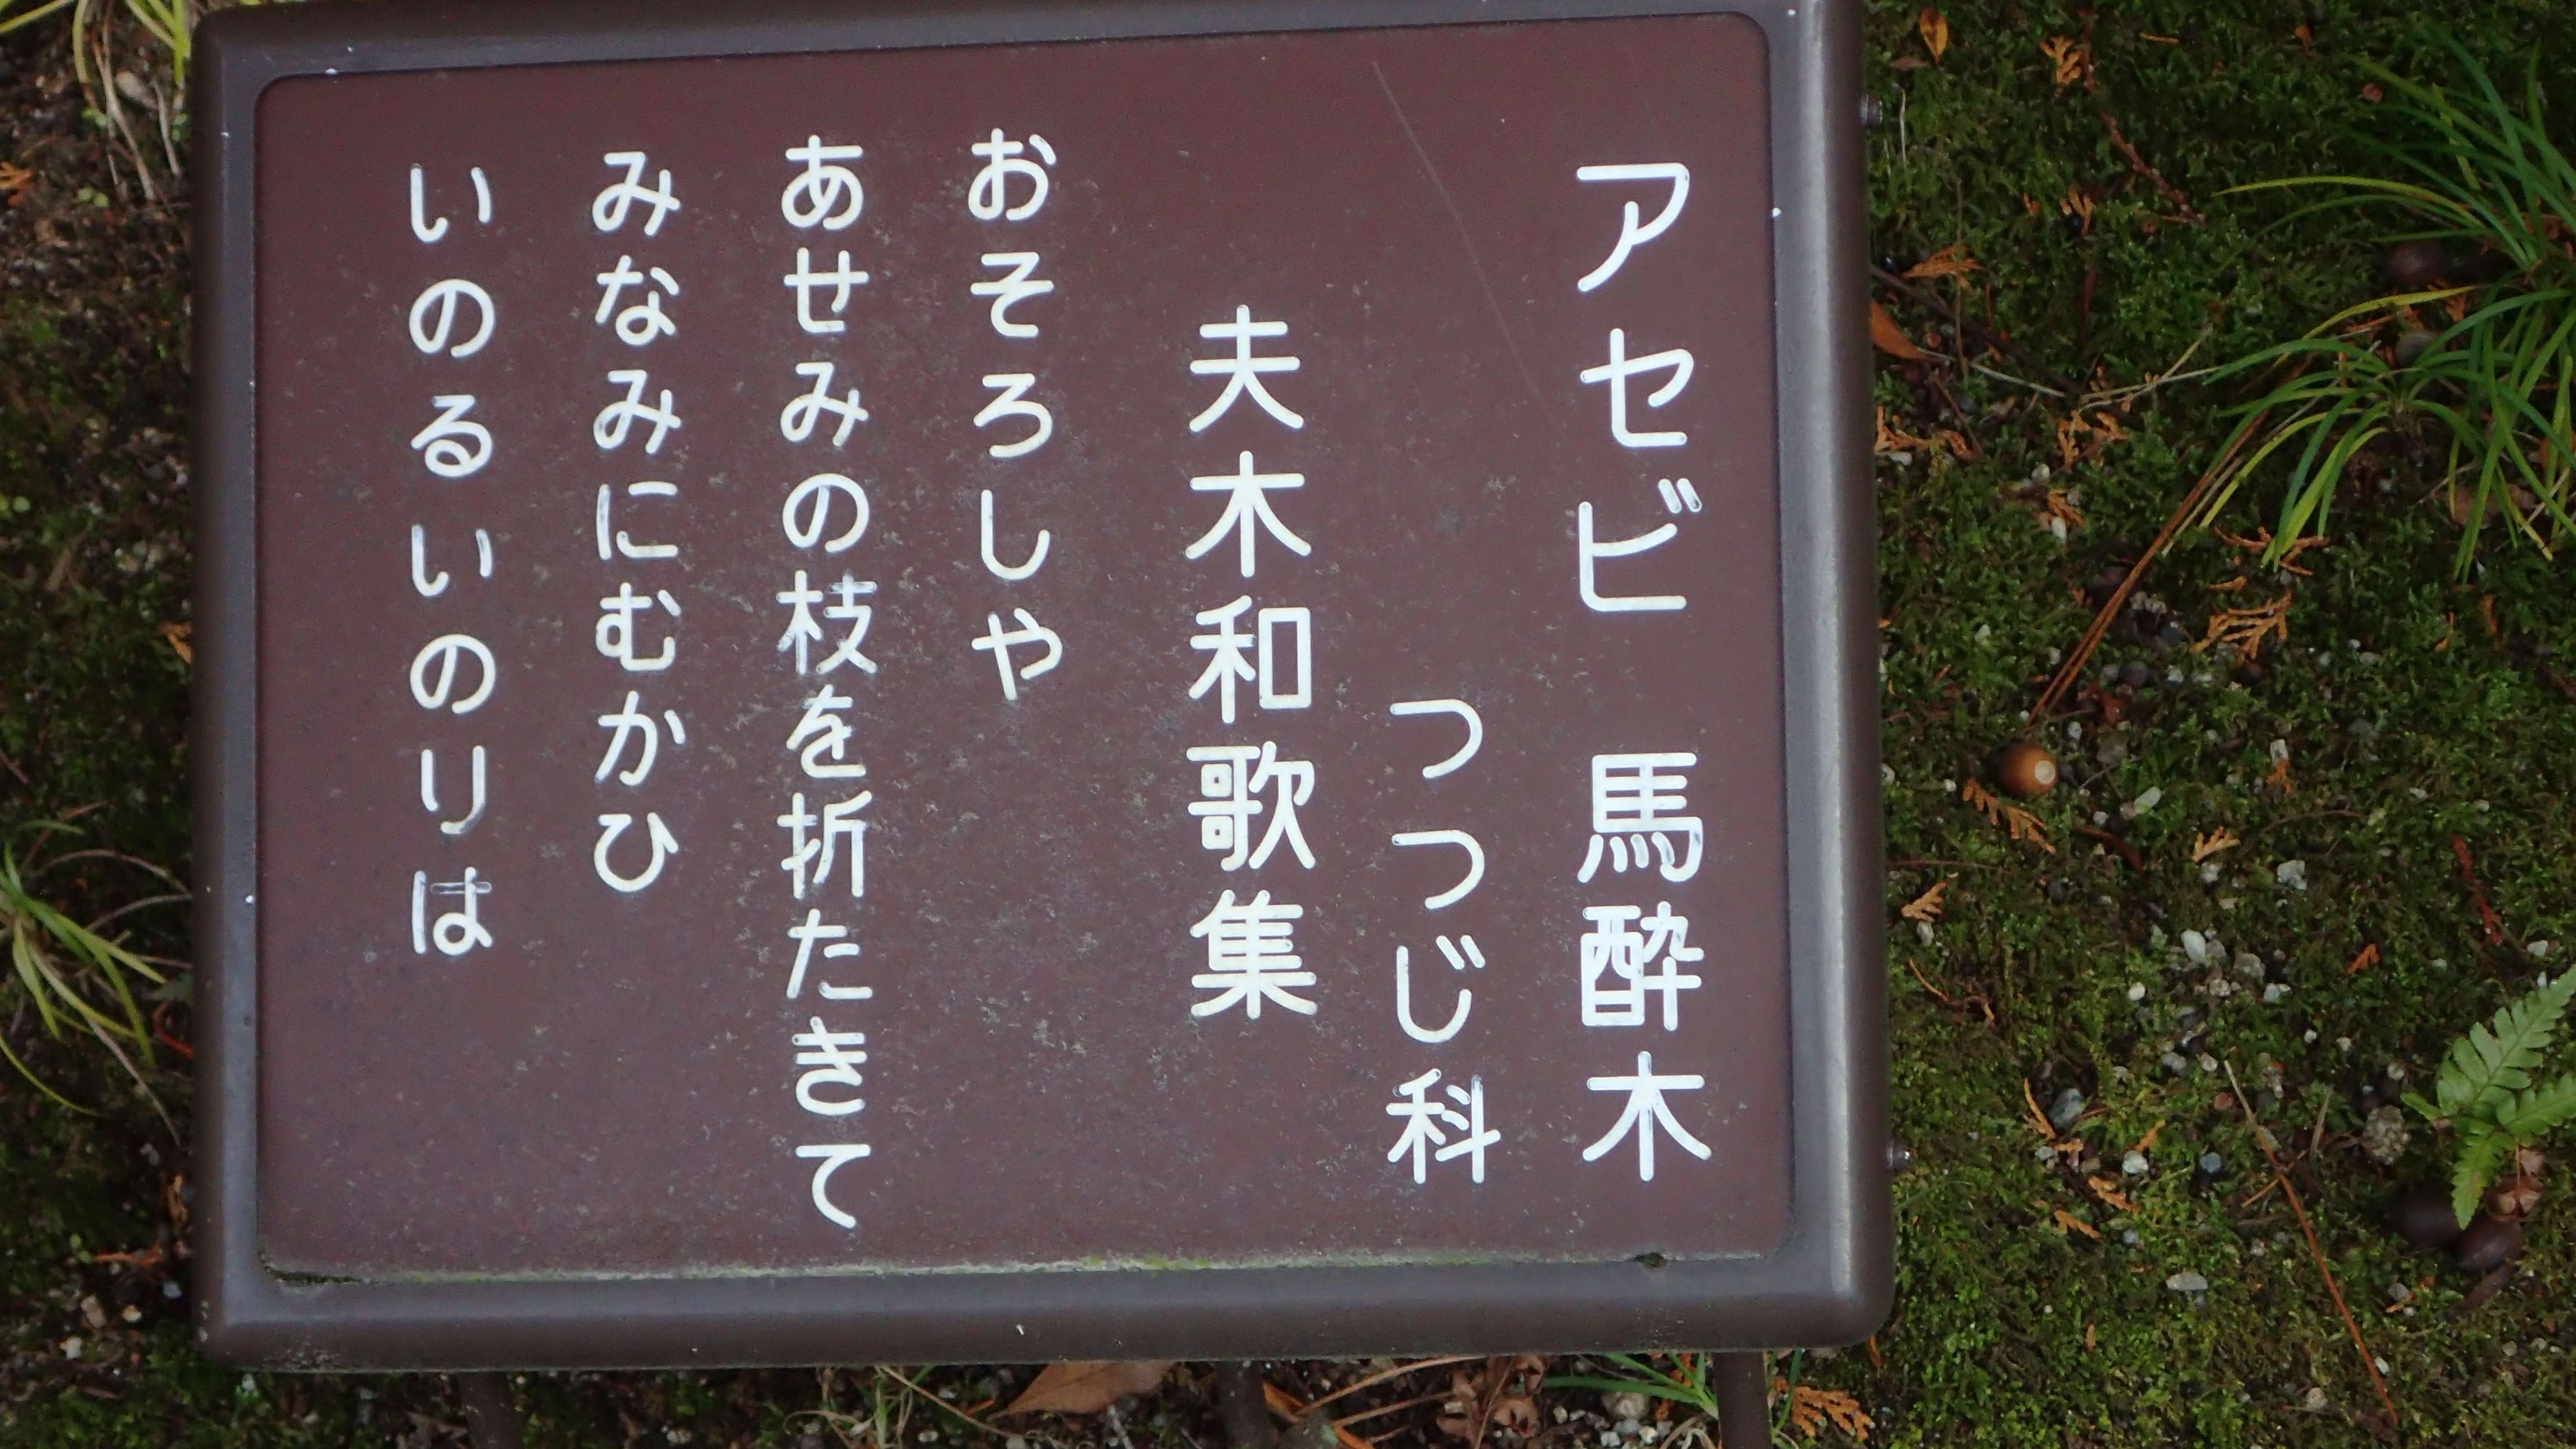 アセビ 馬酔木
つつじ科
夫木和歌集
おそろしや
あせみの枝を折たきて
みなみにむかひ
いのるいのりは